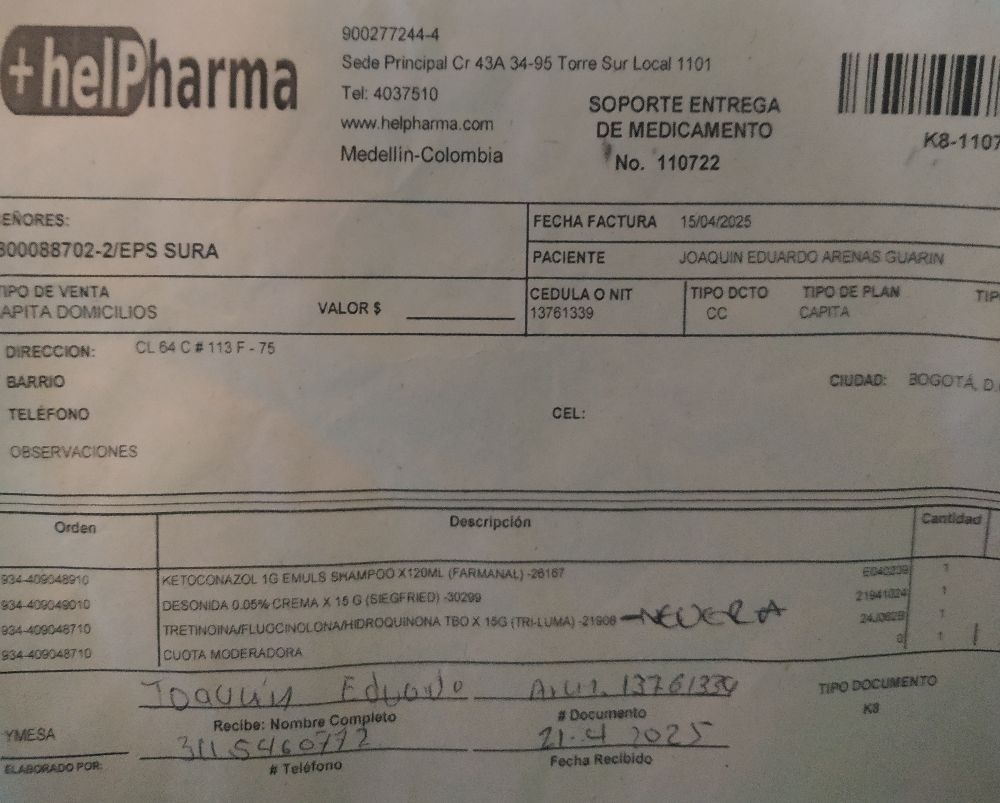 +helPharma
900277244-4
Sede Principal Cr 43A 34-95 Torre Sur Local 1101
Tel: 4037510
www.helpharma.com
Medellin-Colombia
SOPORTE ENTREGA
DE MEDICAMENTO
No. 110722
K8-1107
EÑORES:
800088702-2/EPS SURA
FECHA FACTURA 15/04/2025
PACIENTE JOAQUIN EDUARDO ARENAS GUARIN
IPO DE VENTA
APITA DOMICILIOS
VALOR $
CEDULA O NIT
13761339
TIPO DCTO
CC
TIPO DE PLAN
CAPITA
TIP
DIRECCION: CL 64 C # 113 F - 75
BARRIO
CIUDAD: BOGOTÁ, D.
TELÉFONO
CEL:
OBSERVACIONES
Orden Descripción Cantidad
934-409048910 KETOCONAZOL 1G EMULS SHAMPOO X120ML (FARMANAL) -26167 1
934-409049010 DESONIDA 0.05% CREMA X 15 G (SIEGFRIED) -30299 21941024 1
934-409048710 TRETINOINA/FLUOCINOLONA/HIDROQUINONA TBO X 15G (TRI-LUMA) -21908 NEVERA 1
934-409048710 CUOTA MODERADORA 0 1
Joaquín Eduardo 13761339
Recibe: Nombre Completo # Documento
TIPO DOCUMENTO
K8
YMESA
3115460772 21-4 2025
ELABORADO POR: # Teléfono Fecha Recibido